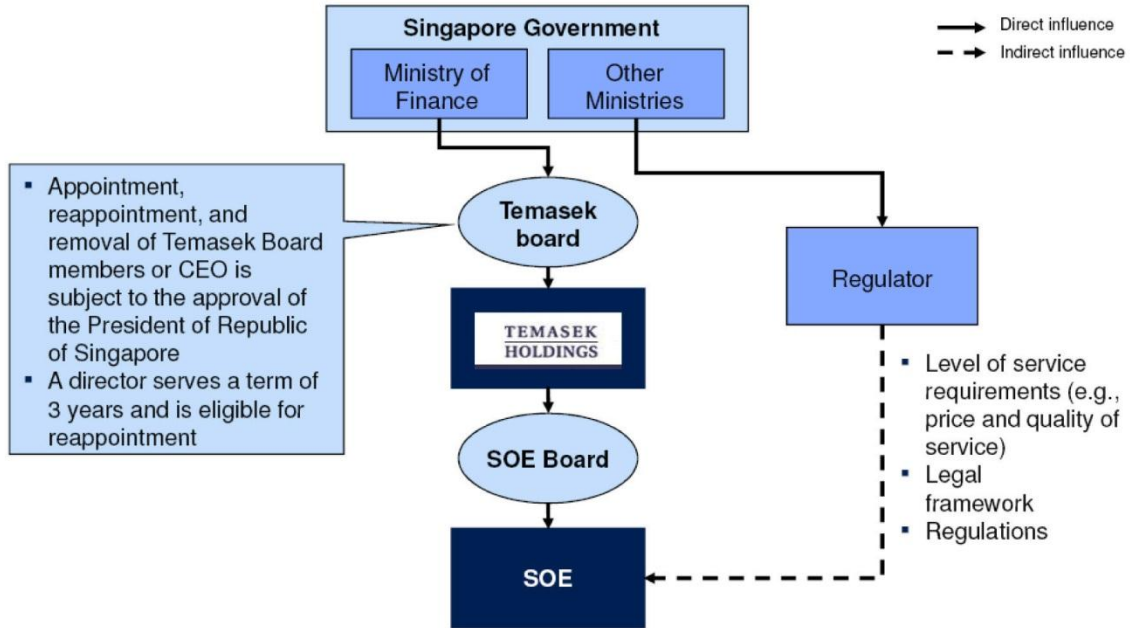 Singapore Government
Direct influence
Indirect influence
Ministry of
Finance
Other
Ministries
▪ Appointment,
reappointment, and
removal of Temasek Board
members or CEO is
subject to the approval of
the President of Republic
of Singapore
▪ A director serves a term of
3 years and is eligible for
reappointment
Temasek
board
Regulator
TEMASEK
HOLDINGS
▪ Level of service
requirements (e.g.,
price and quality of
service)
▪ Legal
framework
▪ Regulations
SOE Board
SOE